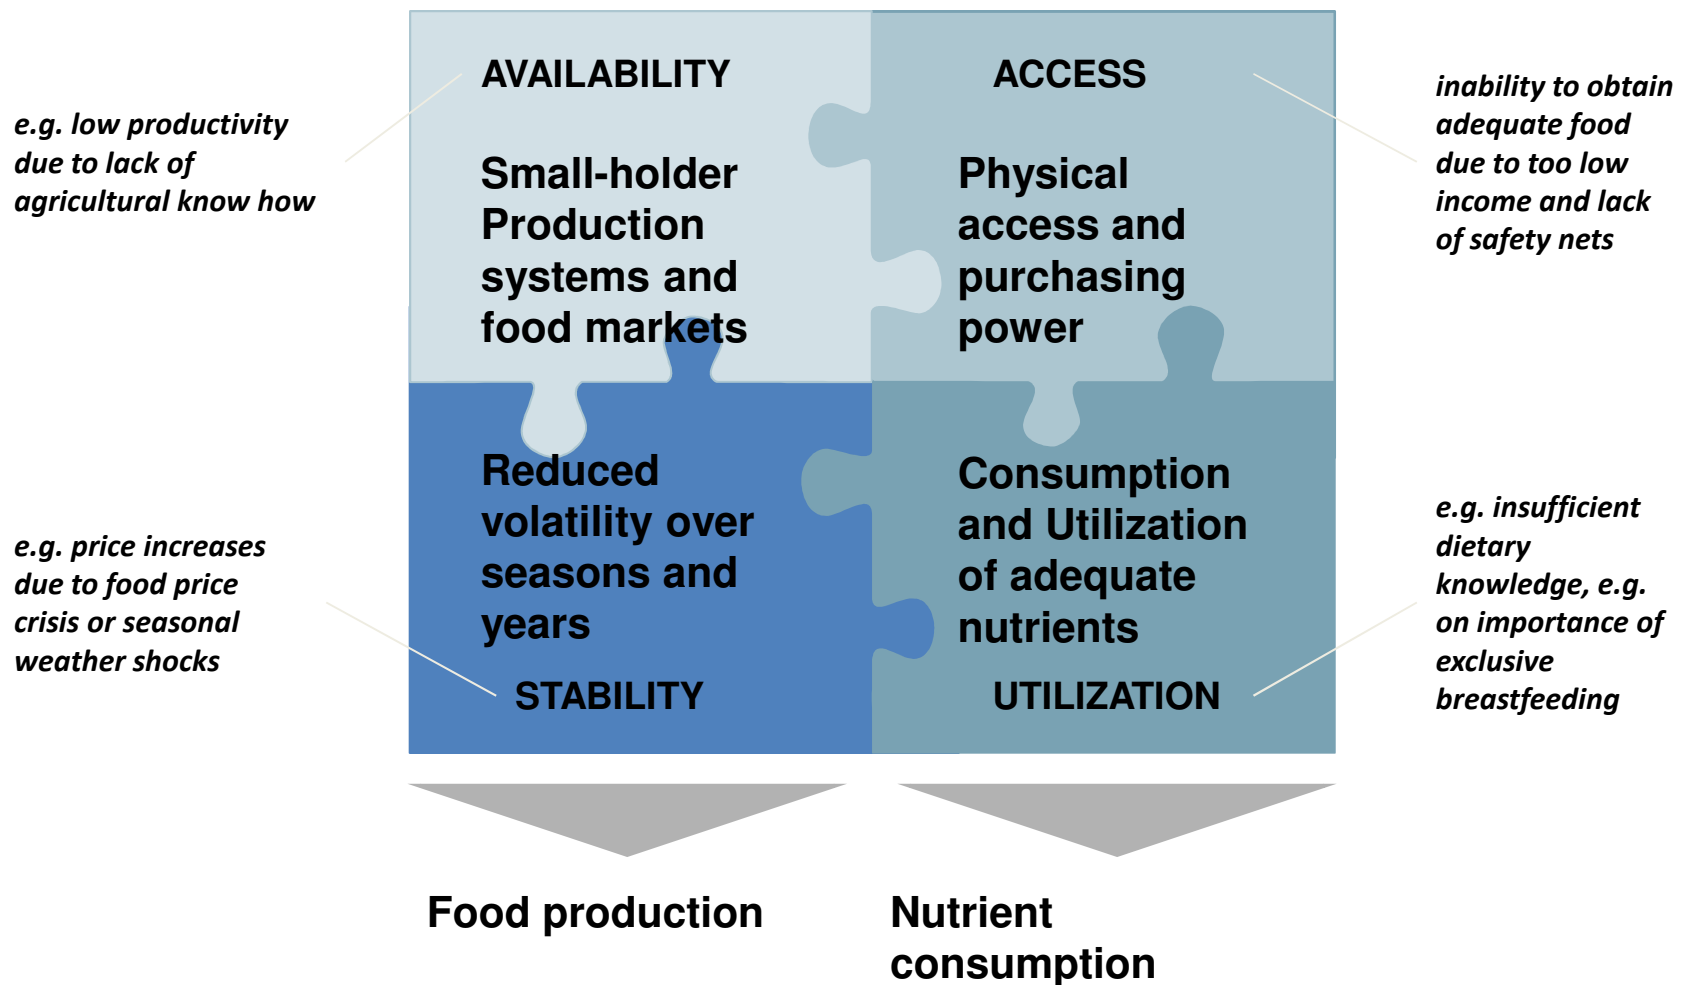 AVAILABILITY
Small-holder
Production
systems and
food markets
e.g. low productivity
due to lack of
agricultural know how
ACCESS
Physical
access and
purchasing
power
inability to obtain
adequate food
due to too low
income and lack
of safety nets
Reduced
volatility over
seasons and
years
STABILITY
e.g. price increases
due to food price
crisis or seasonal
weather shocks
Consumption
and Utilization
of adequate
nutrients
UTILIZATION
e.g. insufficient
dietary
knowledge, e.g.
on importance of
exclusive
breastfeeding
Food production
Nutrient
consumption